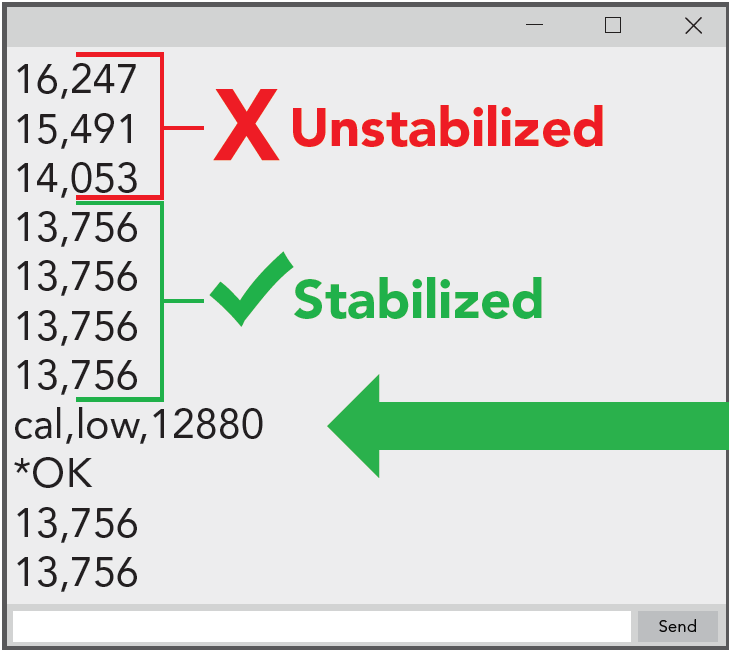 16,247
15,491
14,053
X Unstabilized
13,756
13,756
13,756
13,756
Stabilized
cal,low,12880
*OK
13,756
13,756
Send